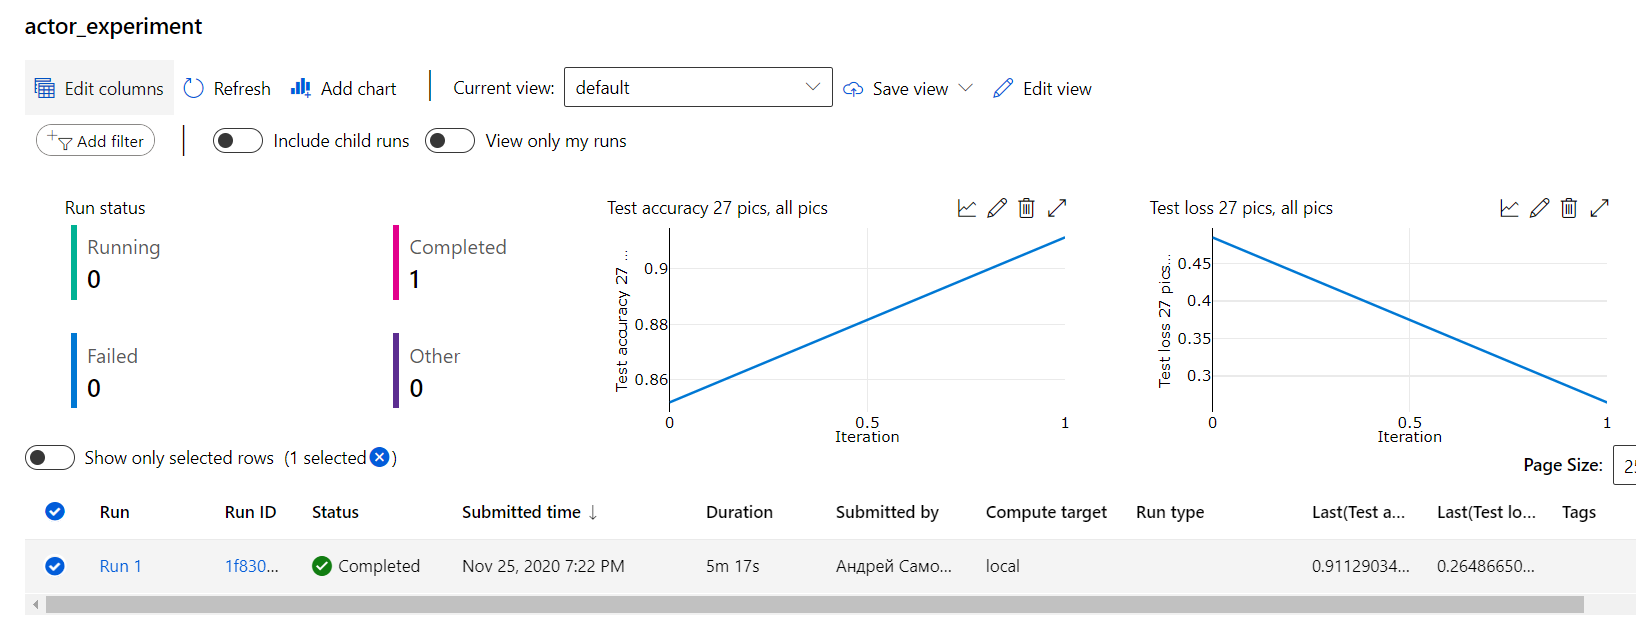 actor_experiment
Edit columns Refresh Add chart Current view: default Save view Edit view
Add filter Include child runs View only my runs
Run status
Running
0
Completed
1
Failed
0
Other
0
Test accuracy 27 pics, all pics
Test accuracy 27 ...
0.9
0.88
0.86
0 0.5 1
Iteration
Test loss 27 pics, all pics
Test loss 27 pics...
0.45
0.4
0.35
0.3
0 0.5 1
Iteration
Show only selected rows (1 selected )
Page Size:
Run Run ID Status Submitted time ↓ Duration Submitted by Compute target Run type Last(Test a... Last(Test lo... Tags
Run 1 1f830... Completed Nov 25, 2020 7:22 PM 5m 17s Андрей Само... local 0.91129034... 0.26486650...